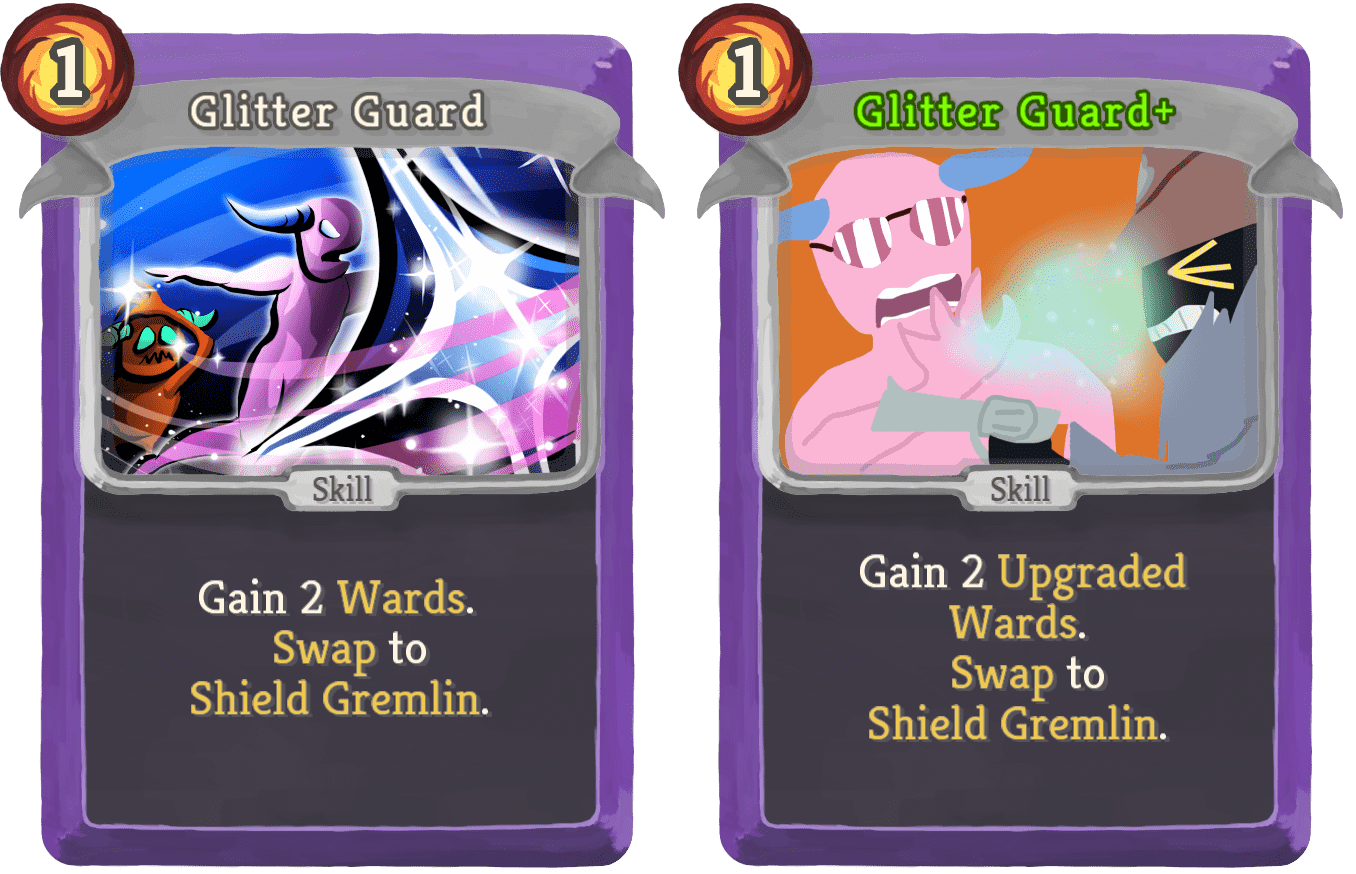 1
Glitter Guard
Skill
Gain 2 Wards.
Swap to
Shield Gremlin.
1
Glitter Guard+
Skill
Gain 2 Upgraded
Wards.
Swap to
Shield Gremlin.